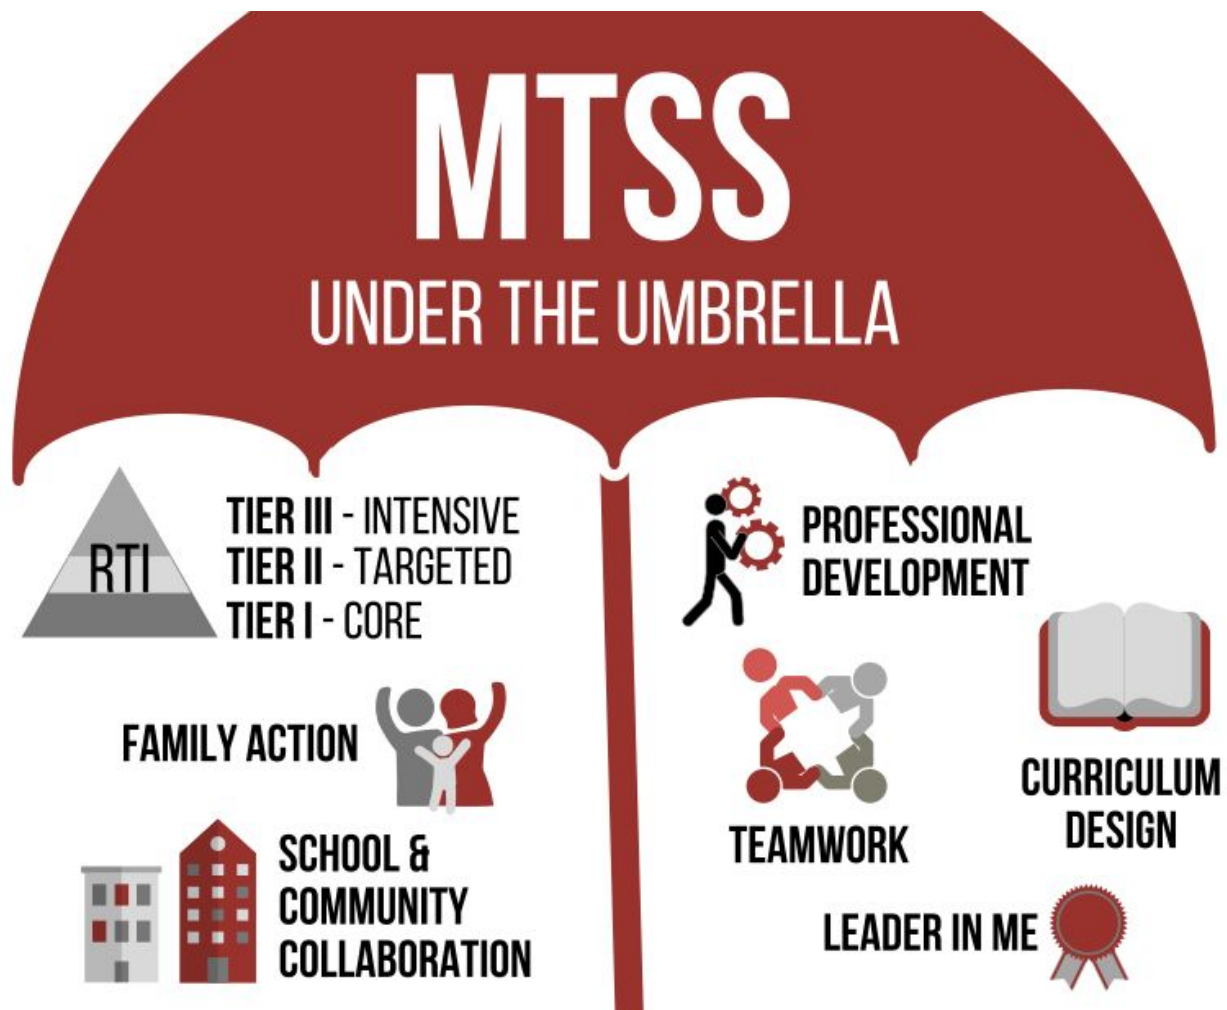 MTSS
UNDER THE UMBRELLA
RTI
TIER III - INTENSIVE
TIER II - TARGETED
TIER I - CORE
FAMILY ACTION
SCHOOL &
COMMUNITY
COLLABORATION
PROFESSIONAL
DEVELOPMENT
TEAMWORK
CURRICULUM
DESIGN
LEADER IN ME